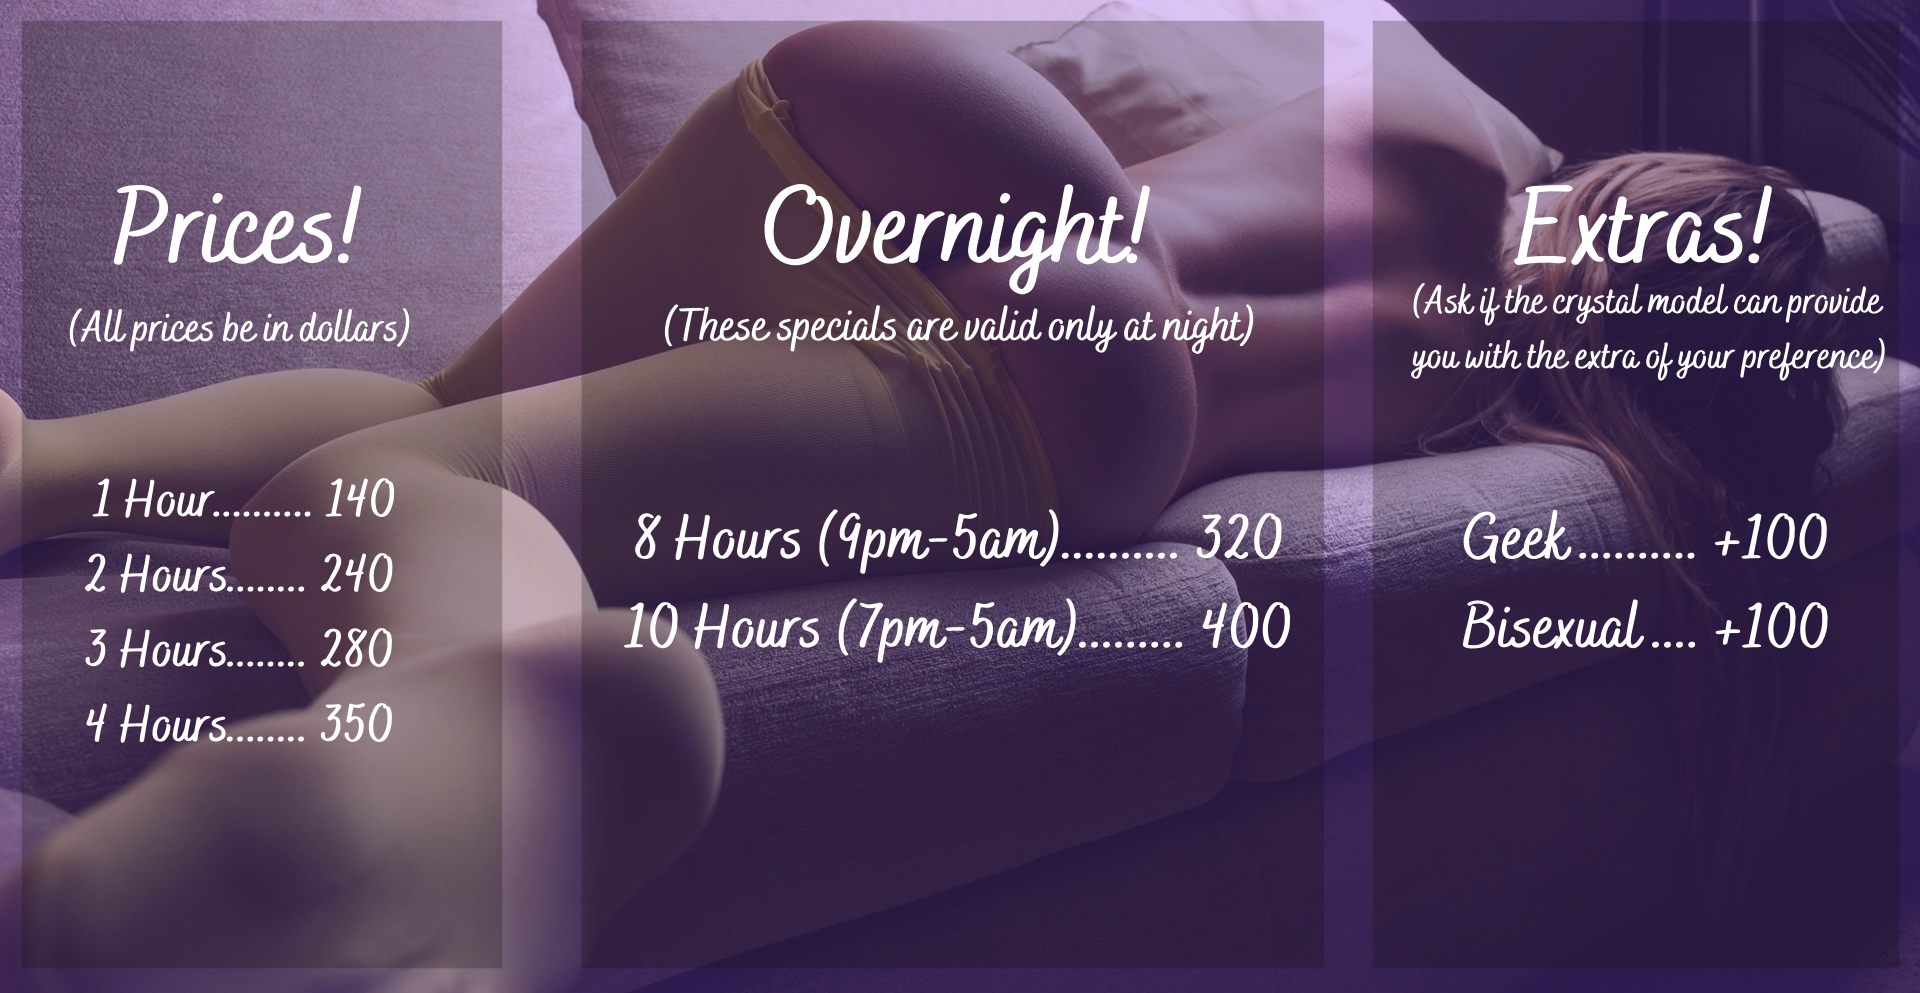 Prices!
(All prices be in dollars)
1 Hour.......... 140
2 Hours........ 240
3 Hours........ 280
4 Hours........ 350
Overnight!
(These specials are valid only at night)
8 Hours (9pm-5am).......... 320
10 Hours (7pm-5am)......... 400
Extras!
(Ask if the crystal model can provide
you with the extra of your preference)
Geek.......... +100
Bisexual.... +100